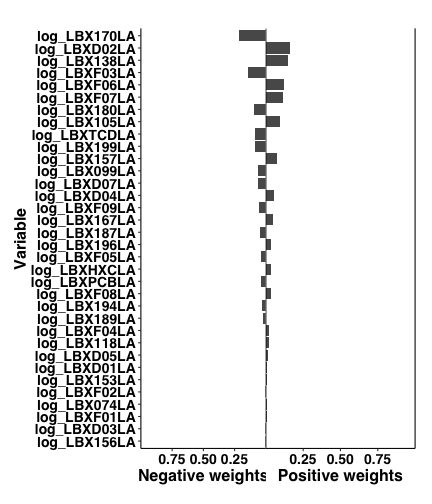 log_LBX170LA
log_LBXD02LA
log_LBX138LA
log_LBXF03LA
log_LBXF06LA
log_LBXF07LA
log_LBX180LA
log_LBX105LA
log_LBXTCDLA
log_LBX199LA
log_LBX157LA
log_LBX099LA
log_LBXD07LA
log_LBXD04LA
log_LBXF09LA
log_LBX167LA
log_LBX187LA
log_LBX196LA
log_LBXF05LA
log_LBXHXCLA
log_LBXPCBLA
log_LBXF08LA
log_LBX194LA
log_LBX189LA
log_LBXF04LA
log_LBX118LA
log_LBXD05LA
log_LBXD01LA
log_LBX153LA
log_LBXF02LA
log_LBX074LA
log_LBXF01LA
log_LBXD03LA
log_LBX156LA
Variable
0.75 0.50 0.25 0.25 0.50 0.75
Negative weights Positive weights